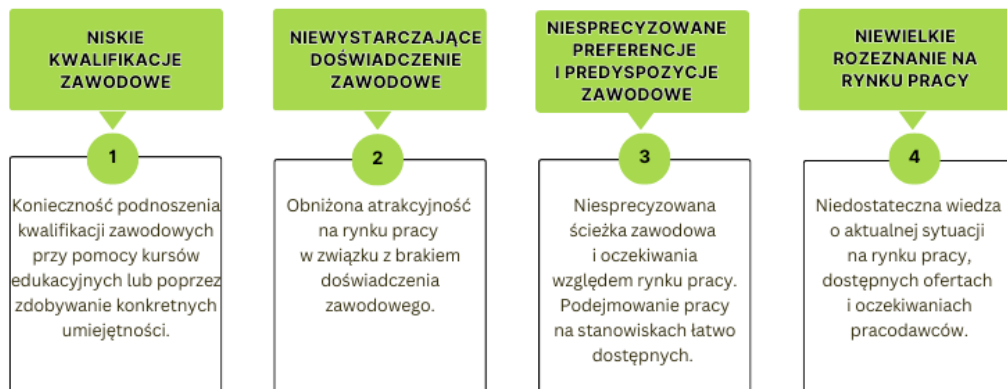 NISKIE
KWALIFIKACJE
ZAWODOWE
1
Konieczność podnoszenia
kwalifikacji zawodowych
przy pomocy kursów
edukacyjnych lub poprzez
zdobywanie konkretnych
umiejętności.
NIEWYSTARCZAJĄCE
DOŚWIADCZENIE
ZAWODOWE
2
Obniżona atrakcyjność
na rynku pracy
w związku z brakiem
doświadczenia
zawodowego.
NIESPRECYZOWANE
PREFERENCJE
I PREDYSPOZYCJE
ZAWODOWE
3
Niesprecyzowana
ścieżka zawodowa
i oczekiwania
względem rynku pracy.
Podejmowanie pracy
na stanowiskach łatwo
dostępnych.
NIEWIELKIE
ROZEZNANIE NA
RYNKU PRACY
4
Niedostateczna wiedza
o aktualnej sytuacji
na rynku pracy,
dostępnych ofertach
i oczekiwaniach
pracodawców.